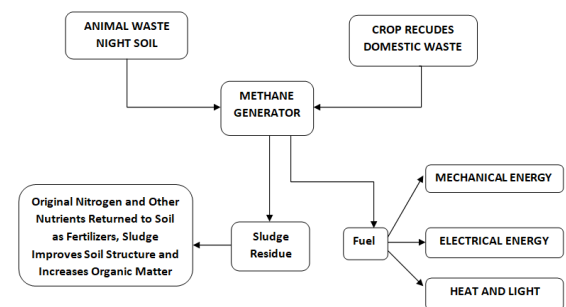 ANIMAL WASTE
NIGHT SOIL
CROP RECUDES
DOMESTIC WASTE
METHANE
GENERATOR
MECHANICAL ENERGY
Original Nitrogen and Other
Nutrients Returned to Soil
as Fertilizers, Sludge
Improves Soil Structure and
Increases Organic Matter
Sludge
Residue
Fuel
ELECTRICAL ENERGY
HEAT AND LIGHT